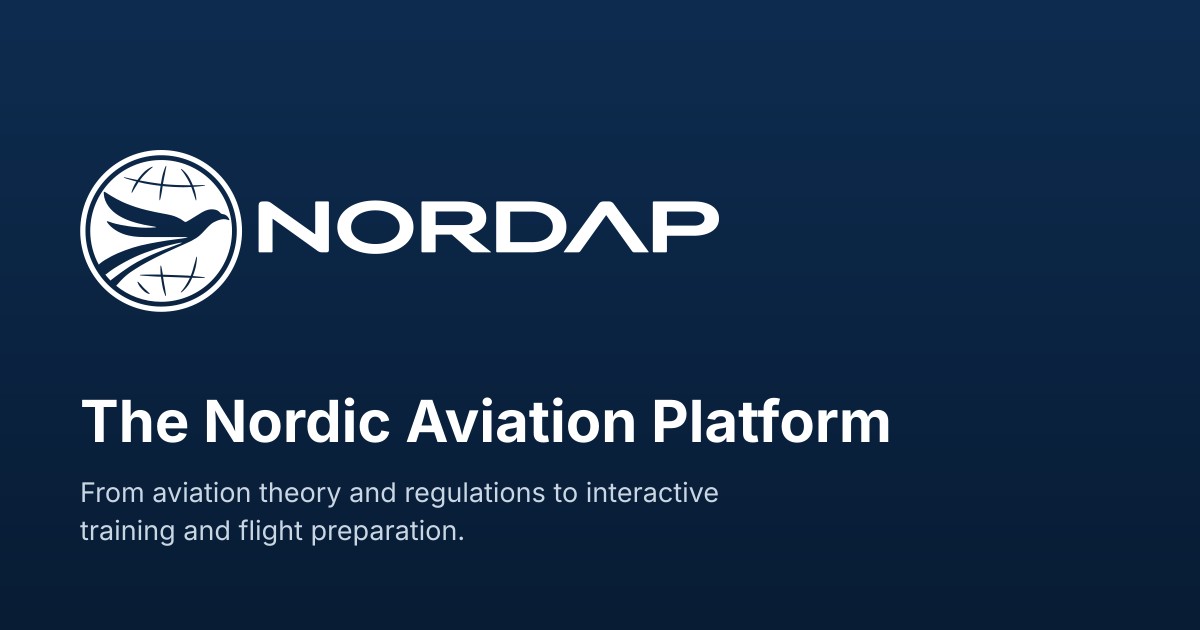 NORDAP
The Nordic Aviation Platform
From aviation theory and regulations to interactive
training and flight preparation.